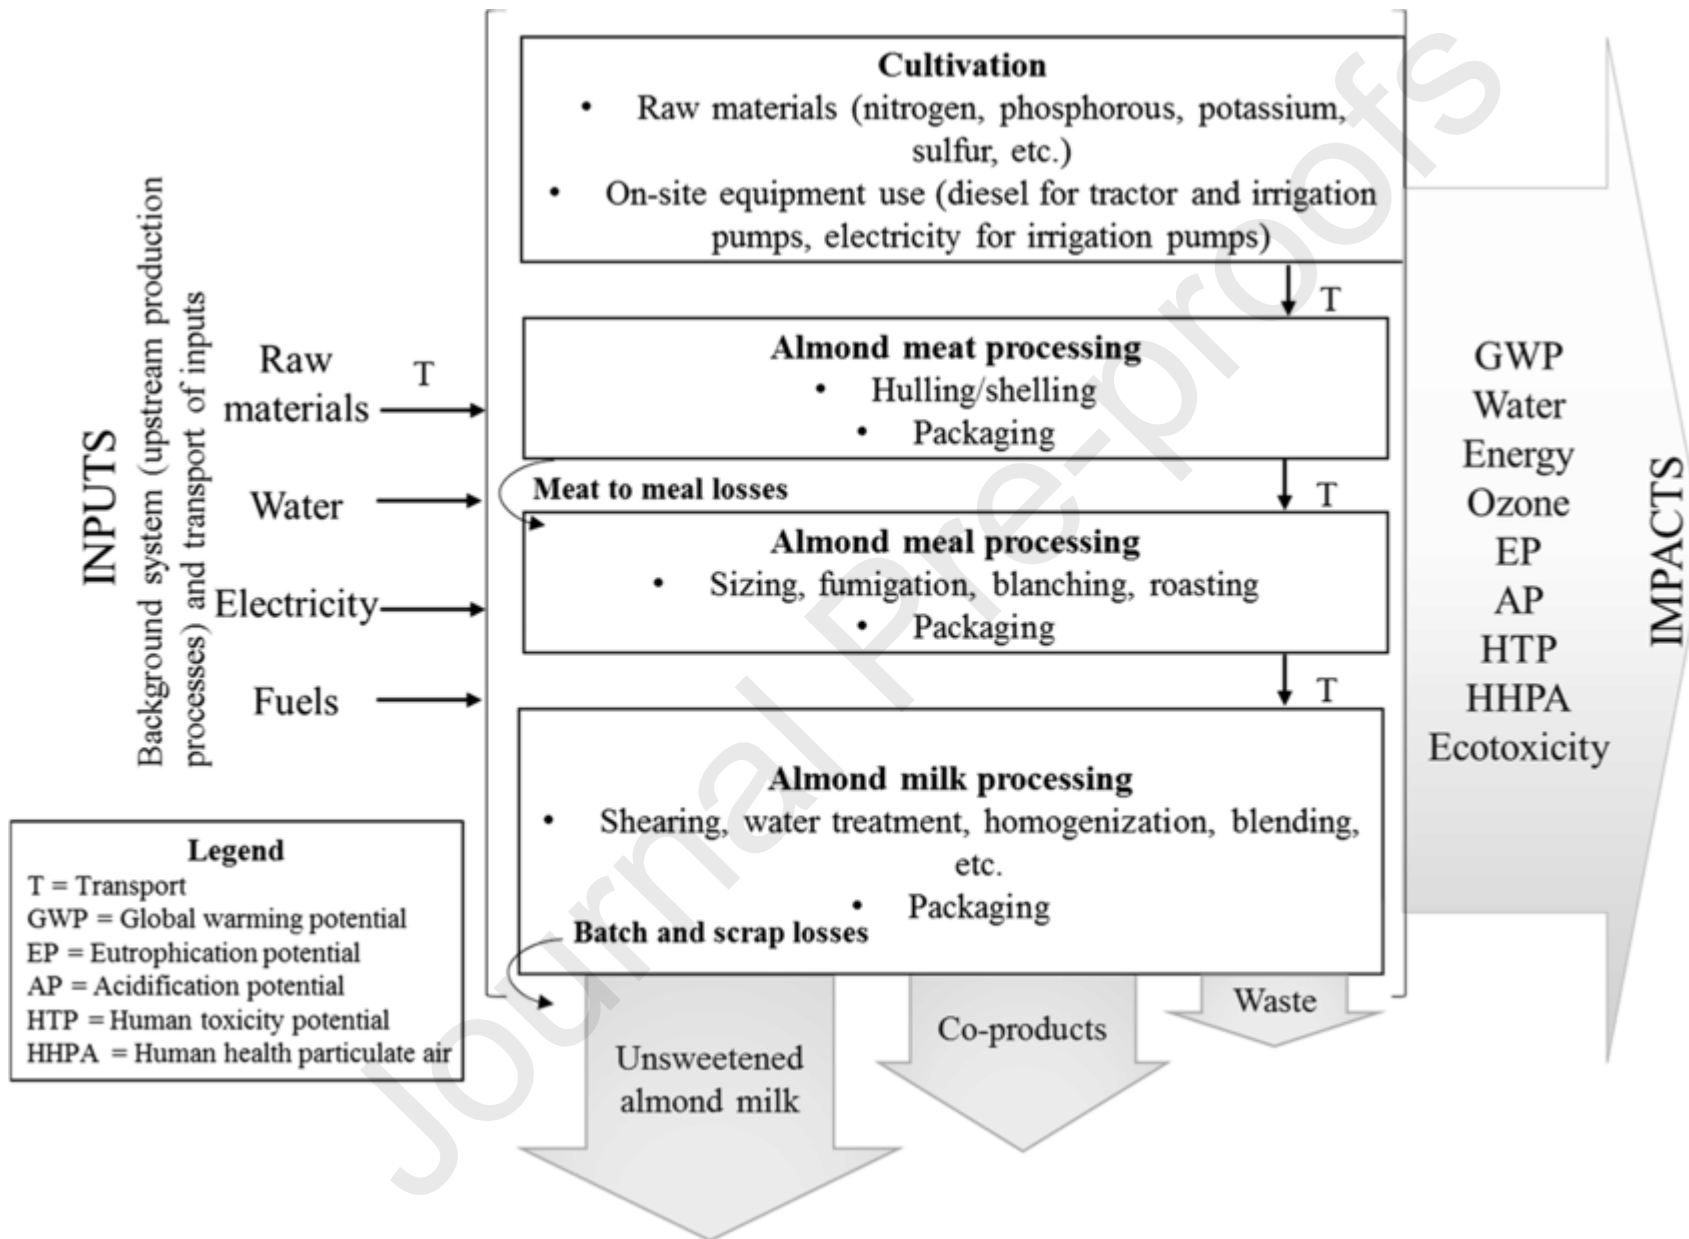 Cultivation
• Raw materials (nitrogen, phosphorous, potassium,
sulfur, etc.)
• On-site equipment use (diesel for tractor and irrigation
pumps, electricity for irrigation pumps)
T
Almond meat processing
• Hulling/shelling
• Packaging
Meat to meal losses
T
Almond meal processing
• Sizing, fumigation, blanching, roasting
• Packaging
T
Almond milk processing
• Shearing, water treatment, homogenization, blending,
etc.
• Packaging
Batch and scrap losses
Unsweetened
almond milk
Co-products
Waste
INPUTS
Background system (upstream production
processes) and transport of inputs
Raw
materials
T
Water
Electricity
Fuels
GWP
Water
Energy
Ozone
EP
AP
HTP
HHPA
Ecotoxicity
IMPACTS
Legend
T = Transport
GWP = Global warming potential
EP = Eutrophication potential
AP = Acidification potential
HTP = Human toxicity potential
HHPA = Human health particulate air
Journal Pre-proofs